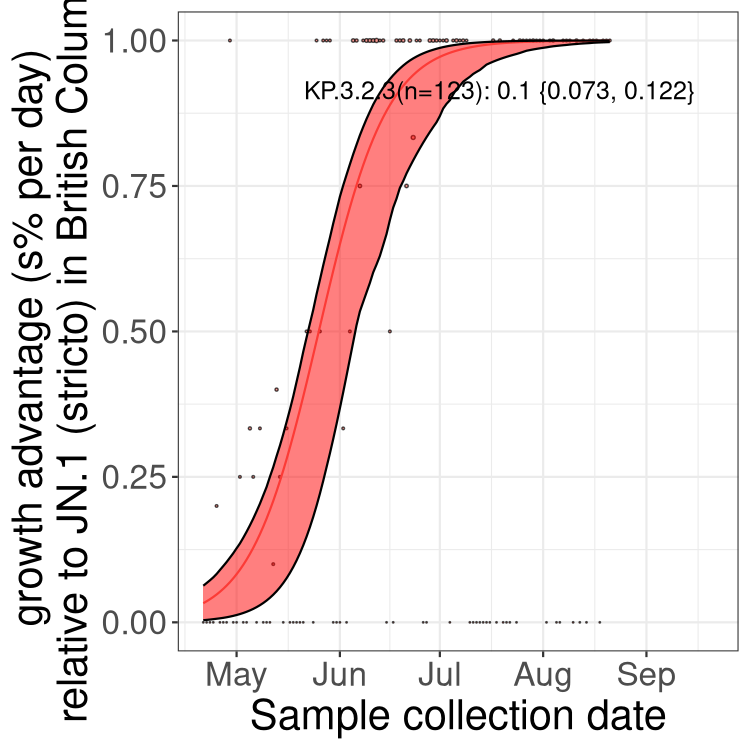 growth advantage (s% per day)
relative to JN.1 (stricto) in British Colum
1.00
0.75
0.50
0.25
0.00
KP.3.2.3(n=123): 0.1 {0.073, 0.122}
May Jun Jul Aug Sep
Sample collection date